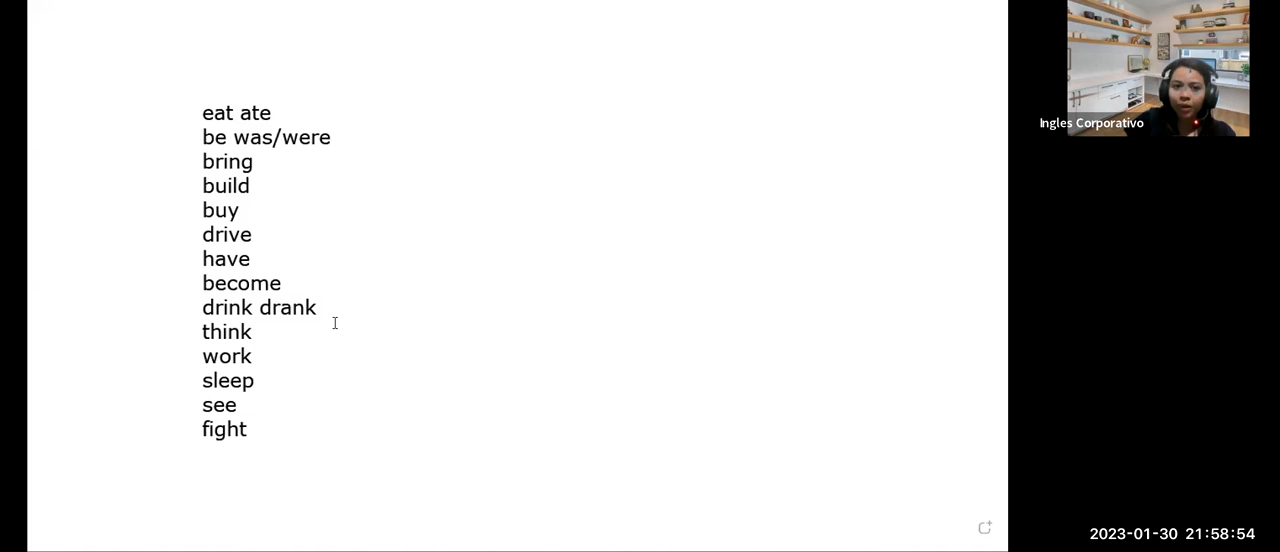 eat ate
be was/were
bring
build
buy
drive
have
become
drink drank
think
work
sleep
see
fight
Ingles Corporativo
2023-01-30 21:58:54